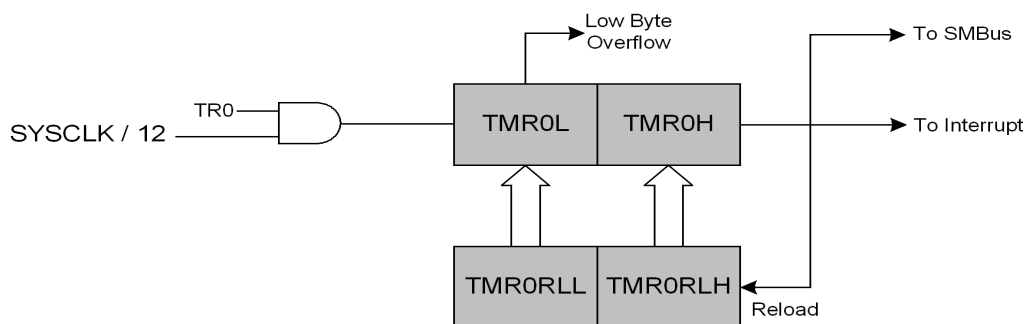 Low Byte
Overflow
To SMBus
TR0
SYSCLK / 12
TMR0L
TMR0H
To Interrupt
TMR0RLL
TMR0RLH
Reload